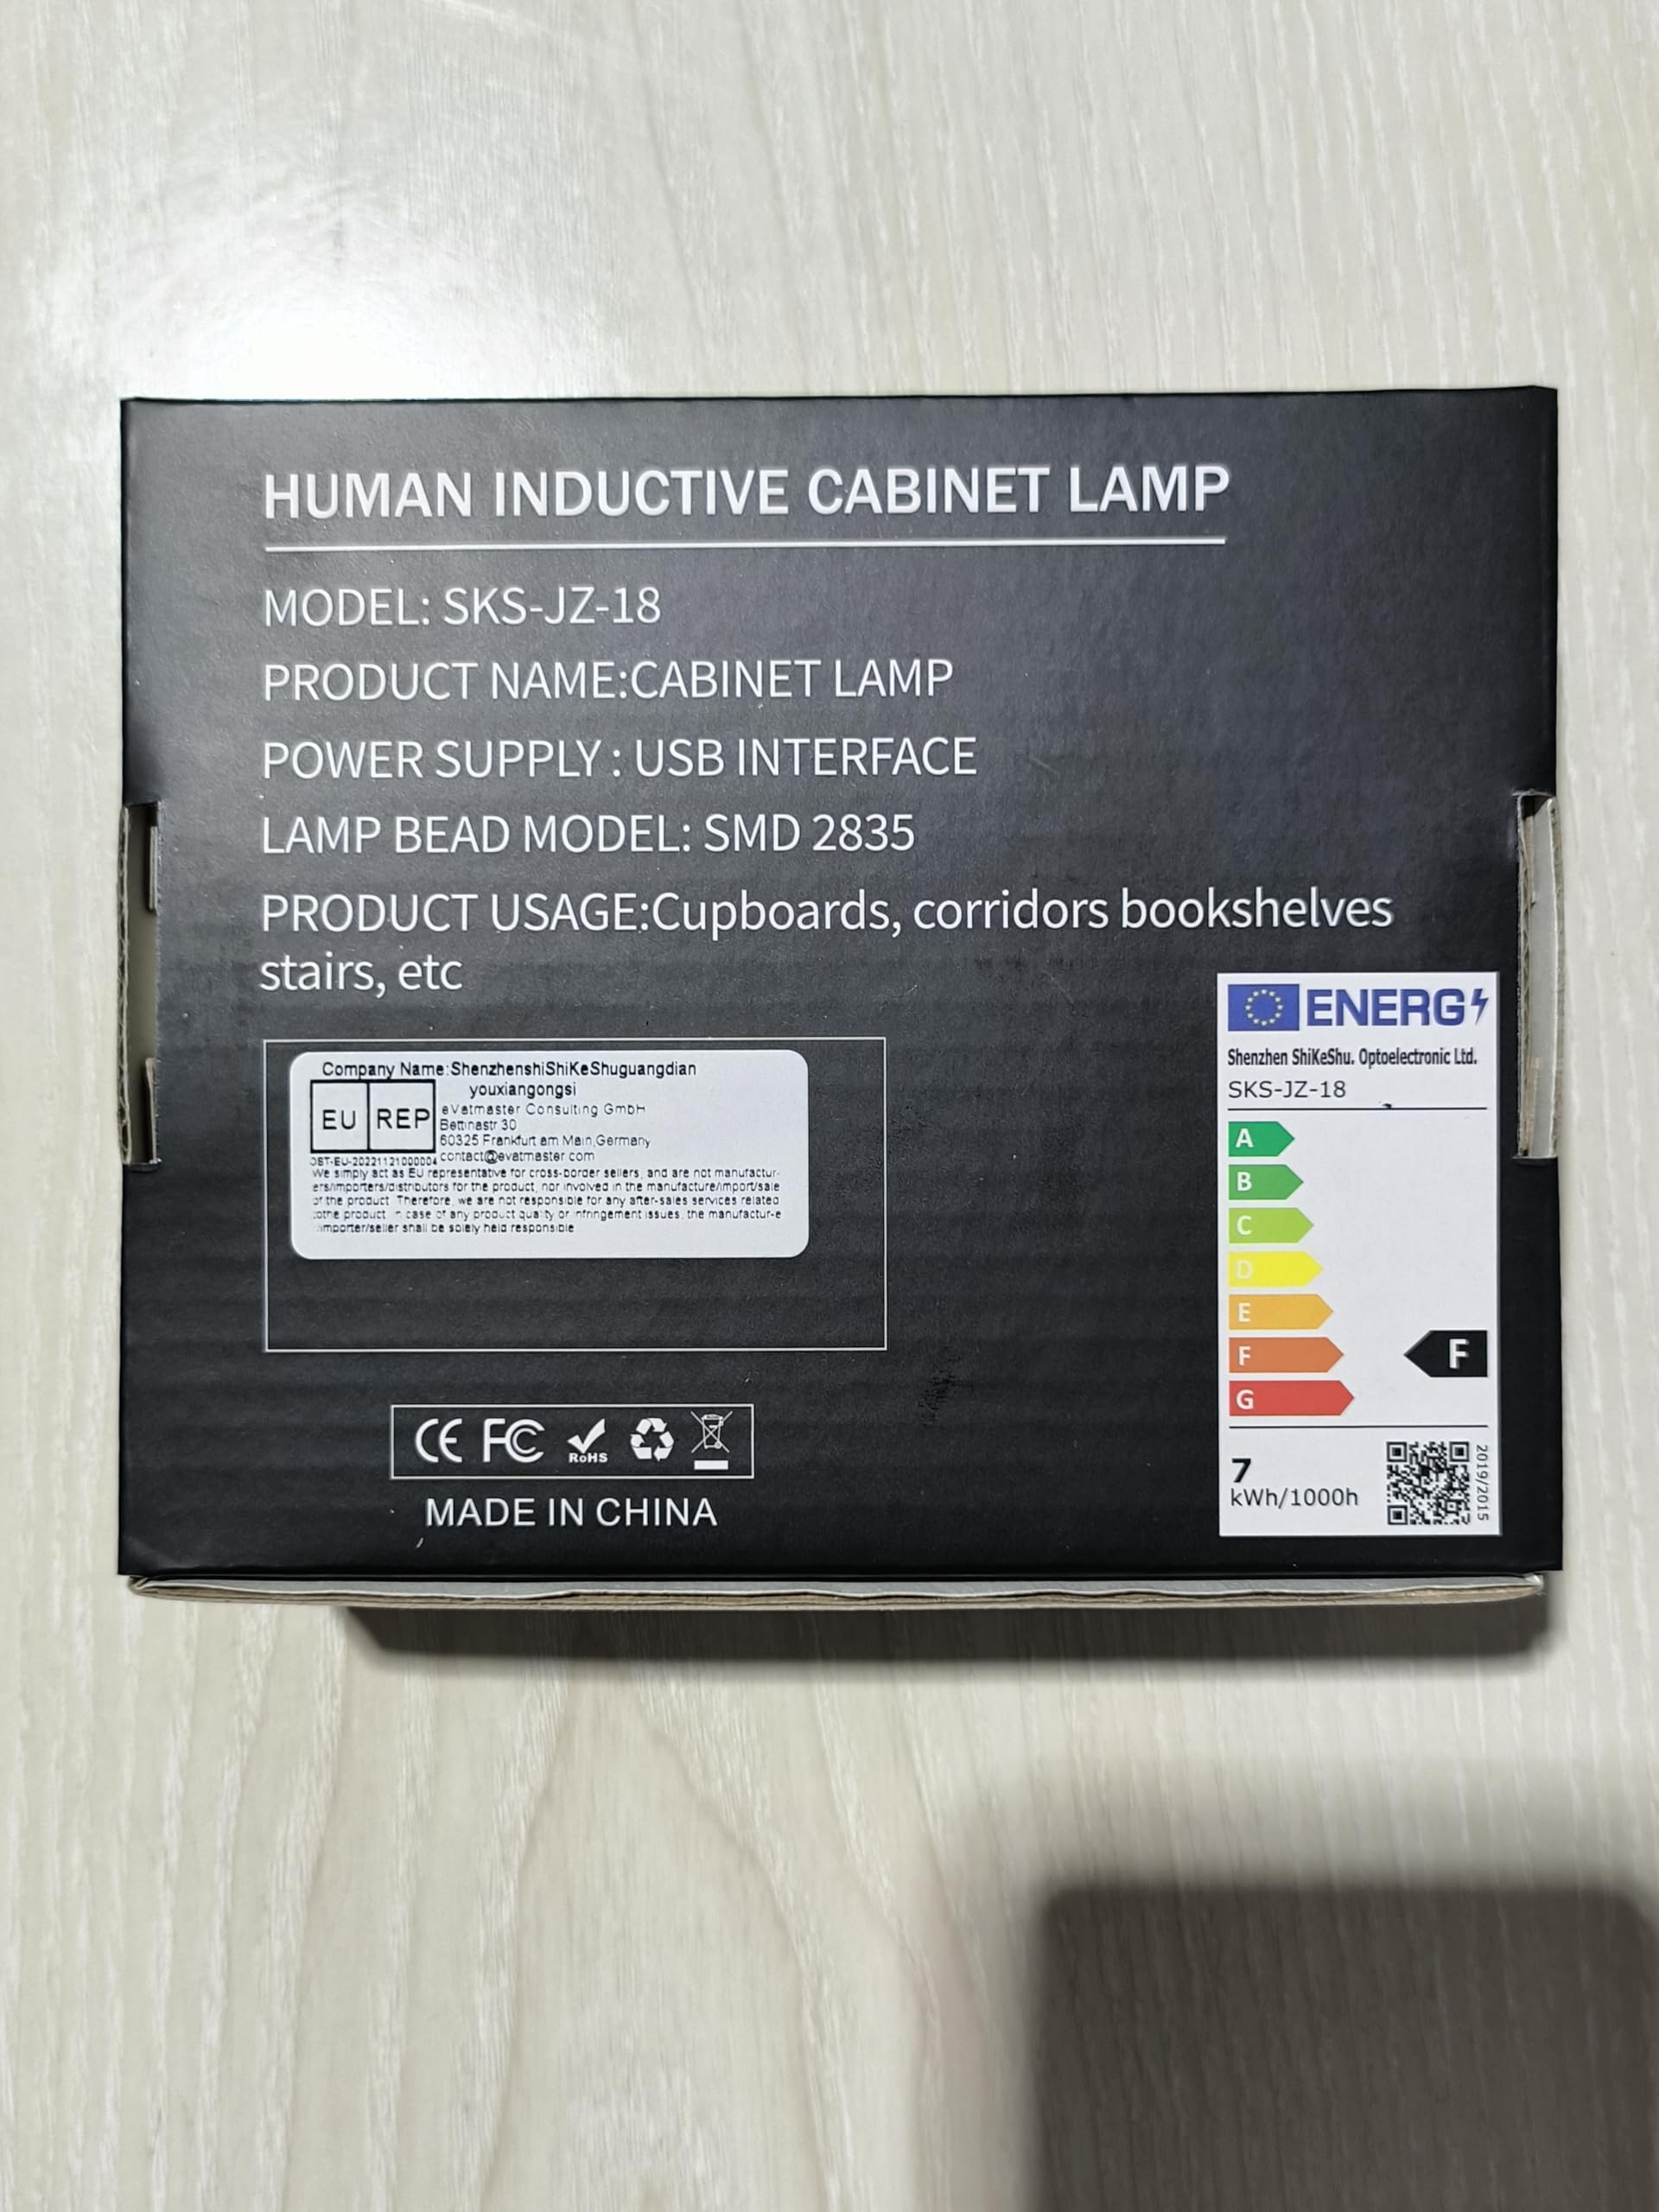 HUMAN INDUCTIVE CABINET LAMP
MODEL: SKS-JZ-18
PRODUCT NAME:CABINET LAMP
POWER SUPPLY : USB INTERFACE
LAMP BEAD MODEL: SMD 2835
PRODUCT USAGE:Cupboards, corridors bookshelves
stairs, etc
Company Name:ShenzhenshiShiKeShuguangdian
youxiangongsi
EU REP
eVatmaster Consulting GmbH
Bettinastr 30
60325 Frankfurt am Main,Germany
contact@evatmaster com
OST-EU-20221121000004
We simply act as EU representative for cross-border sellers, and are not manufactur-
ers/importers/distributors for the product, nor involved in the manufacture/import/sale
of the product Therefore, we are not responsible for any after-sales services related
tothe product. In case of any product quality or infringement issues, the manufactur-e
/importer/seller shall be solely held responsible
CE FC RoHS
MADE IN CHINA
ENERG
Shenzhen ShiKeShu. Optoelectronic Ltd.
SKS-JZ-18
A
B
C
D
E
F
F
G
7
kWh/1000h
2019/2015